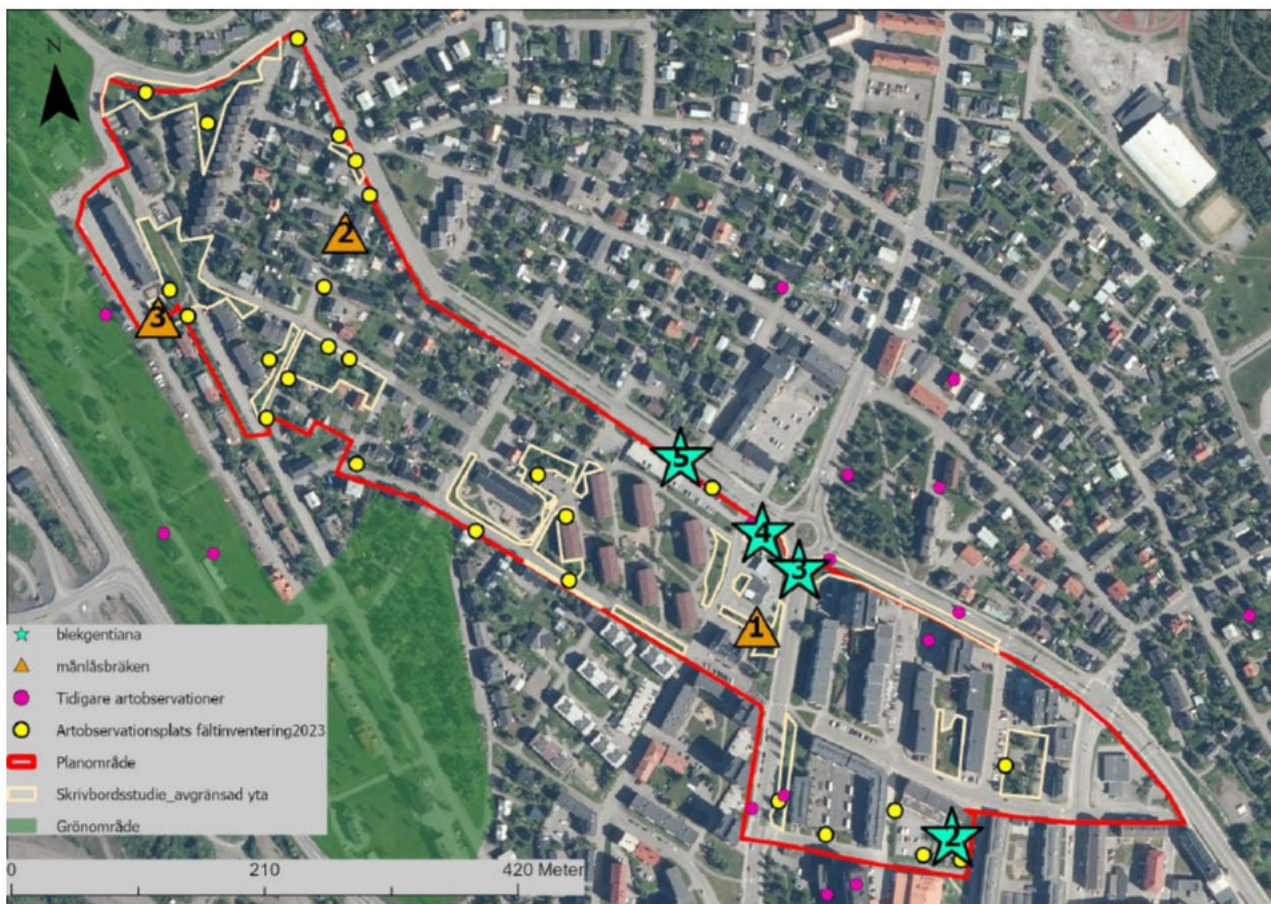 N
2
3
5
4
3
1
2
blekgentiana
månlåsbräken
Tidigare artobservationer
Artobservationsplats fältinventering2023
Planområde
Skrivbordsstudie_avgränsad yta
Grönområde
0 210 420 Meter